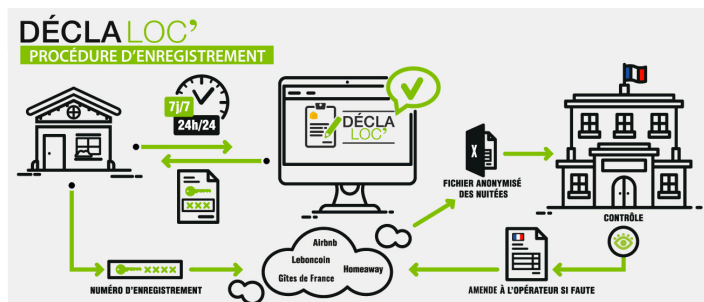 DÉCLALOC’
PROCÉDURE D’ENREGISTREMENT
7j/7
24h/24
DÉCLA
LOC’
XXX
X
FICHIER ANONYMISÉ
DES NUITÉES
CONTRÔLE
Airbnb
Leboncoin
Homeaway
Gîtes de France
XXXX
NUMÉRO D’ENREGISTREMENT
AMENDE À L’OPÉRATEUR SI FAUTE